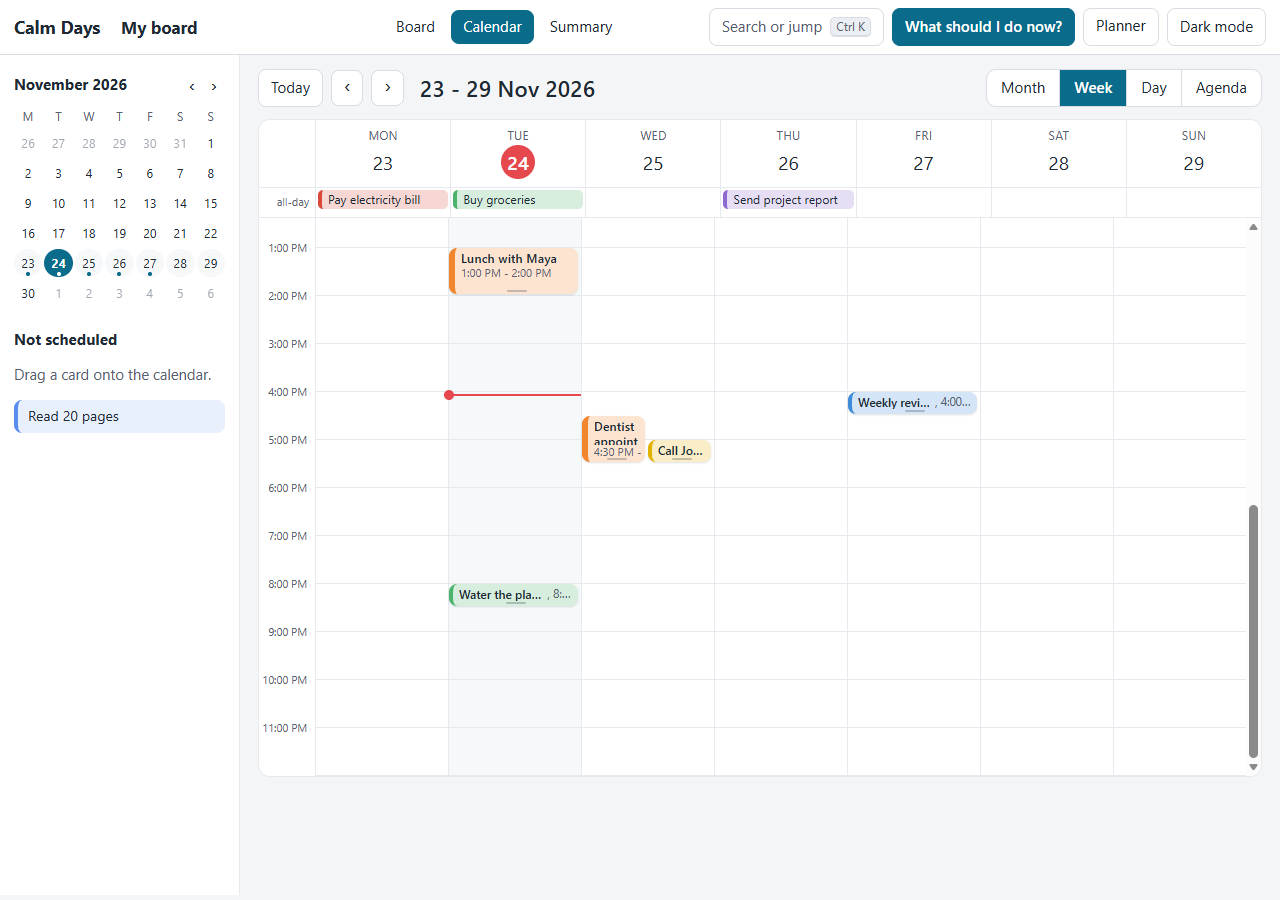 Calm Days My board Board Calendar Summary Search or jump Ctrl K What should I do now? Planner Dark mode
November 2026 ‹ ›
M T W T F S S
26 27 28 29 30 31 1
2 3 4 5 6 7 8
9 10 11 12 13 14 15
16 17 18 19 20 21 22
23 24 25 26 27 28 29
30 1 2 3 4 5 6
Not scheduled
Drag a card onto the calendar.
Read 20 pages
Today ‹ › 23 - 29 Nov 2026 Month Week Day Agenda
MON TUE WED THU FRI SAT SUN
23 24 25 26 27 28 29
all-day Pay electricity bill Buy groceries Send project report
1:00 PM
Lunch with Maya
1:00 PM - 2:00 PM
2:00 PM
3:00 PM
4:00 PM
Weekly revi... , 4:00...
Dentist
appoint
4:30 PM -
5:00 PM
Call Jo...
6:00 PM
7:00 PM
8:00 PM
Water the pla... , 8:...
9:00 PM
10:00 PM
11:00 PM